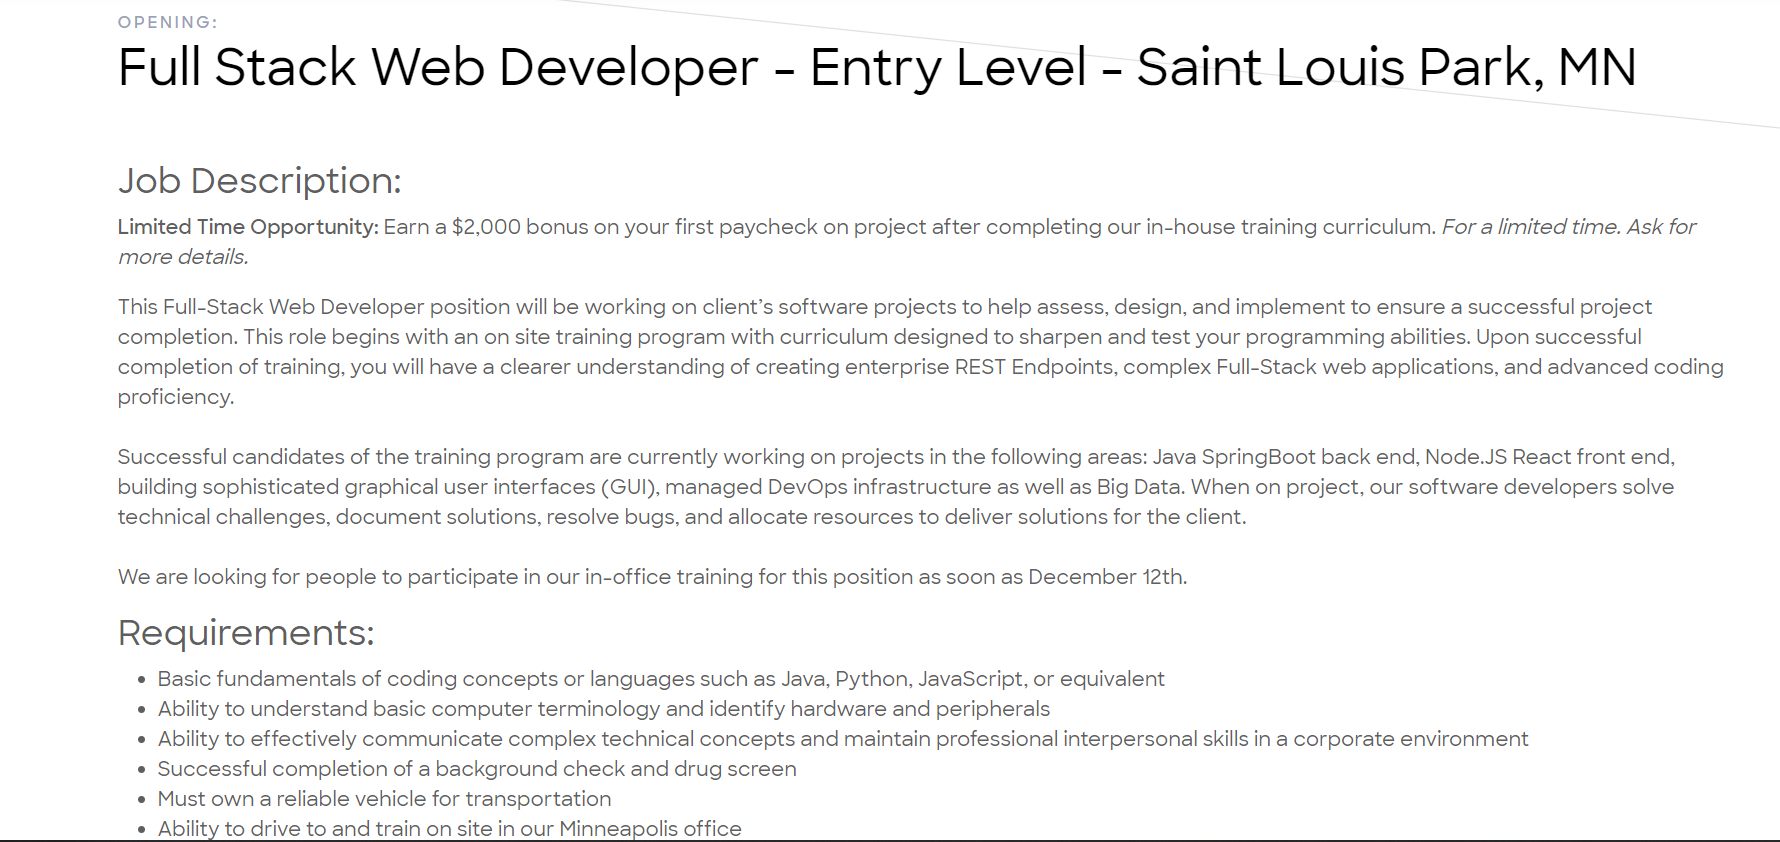 OPENING:
Full Stack Web Developer - Entry Level - Saint Louis Park, MN
Job Description:
Limited Time Opportunity: Earn a $2,000 bonus on your first paycheck on project after completing our in-house training curriculum. For a limited time. Ask for
more details.
This Full-Stack Web Developer position will be working on client’s software projects to help assess, design, and implement to ensure a successful project
completion. This role begins with an on site training program with curriculum designed to sharpen and test your programming abilities. Upon successful
completion of training, you will have a clearer understanding of creating enterprise REST Endpoints, complex Full-Stack web applications, and advanced coding
proficiency.
Successful candidates of the training program are currently working on projects in the following areas: Java SpringBoot back end, Node.JS React front end,
building sophisticated graphical user interfaces (GUI), managed DevOps infrastructure as well as Big Data. When on project, our software developers solve
technical challenges, document solutions, resolve bugs, and allocate resources to deliver solutions for the client.
We are looking for people to participate in our in-office training for this position as soon as December 12th.
Requirements:
• Basic fundamentals of coding concepts or languages such as Java, Python, JavaScript, or equivalent
• Ability to understand basic computer terminology and identify hardware and peripherals
• Ability to effectively communicate complex technical concepts and maintain professional interpersonal skills in a corporate environment
• Successful completion of a background check and drug screen
• Must own a reliable vehicle for transportation
• Ability to drive to and train on site in our Minneapolis office